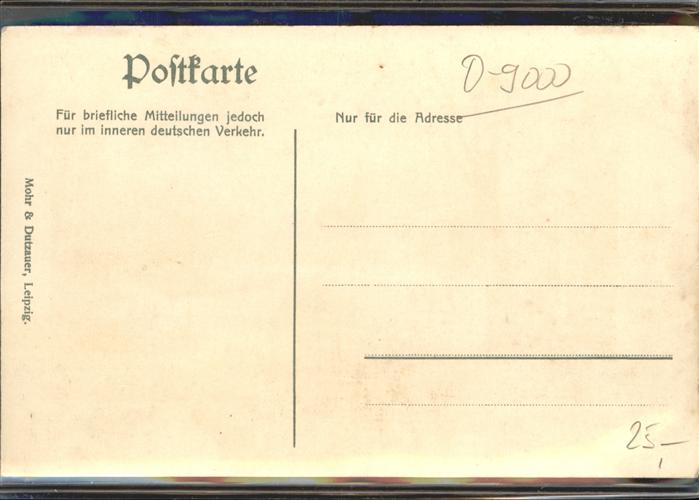 Poſtkarte
O-9000
Für briefliche Mitteilungen jedoch
nur im inneren deutschen Verkehr.
Nur für die Adresse
Mohr & Dutzauer, Leipzig.
25,-